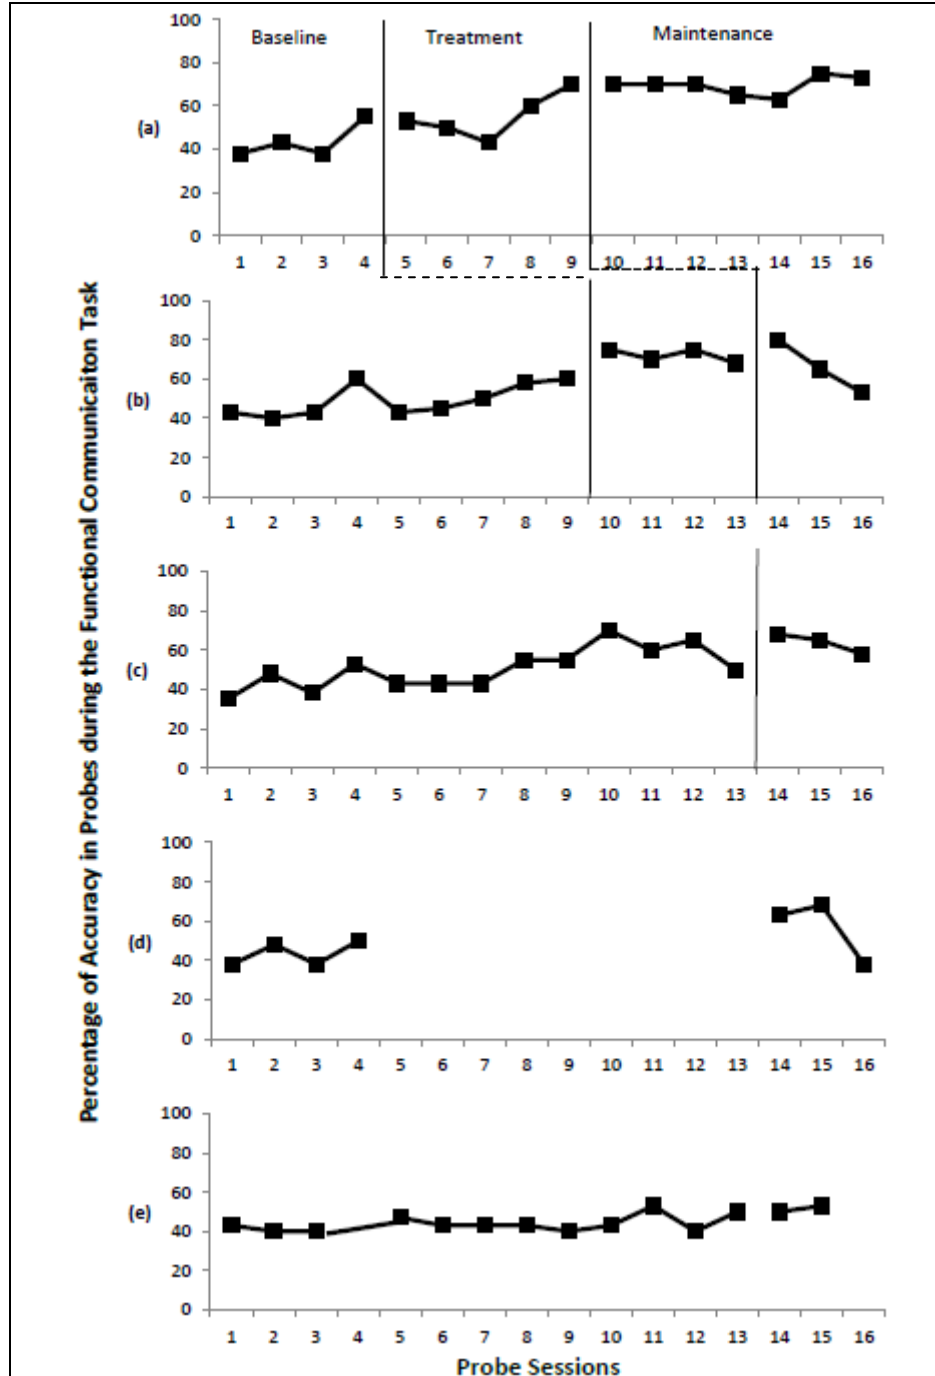 Percentage of Accuracy in Probes during the Functional Communicaiton Task
Baseline Treatment Maintenance
(a)
100
80
60
40
20
0
1 2 3 4 5 6 7 8 9 10 11 12 13 14 15 16
(b)
100
80
60
40
20
0
1 2 3 4 5 6 7 8 9 10 11 12 13 14 15 16
(c)
100
80
60
40
20
0
1 2 3 4 5 6 7 8 9 10 11 12 13 14 15 16
(d)
100
80
60
40
20
0
1 2 3 4 5 6 7 8 9 10 11 12 13 14 15 16
(e)
100
80
60
40
20
0
1 2 3 4 5 6 7 8 9 10 11 12 13 14 15 16
Probe Sessions